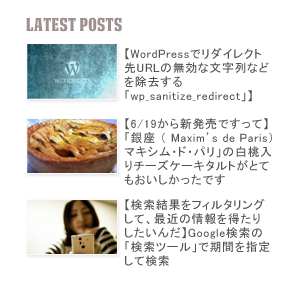 LATEST POSTS
【WordPressでリダイレクト
先URLの無効な文字列など
を除去する
「wp_sanitize_redirect」】
【6/19から新発売ですって】
「銀座 ( Maxim's de Paris)
マキシム・ド・パリ」の白桃入
りチーズケーキタルトがとて
もおいしかったです
【検索結果をフィルタリング
して、最近の情報を得たり
したいんだ】Google検索の
「検索ツール」で期間を指定
して検索